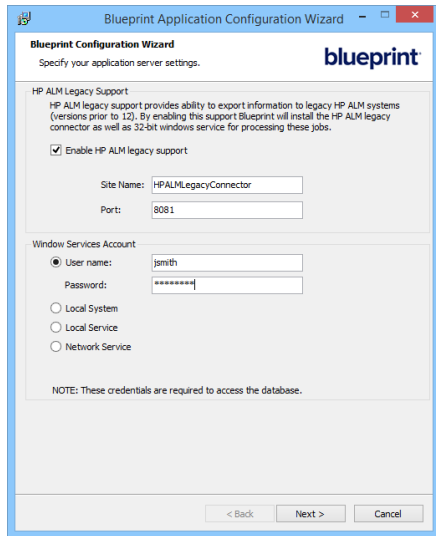 Blueprint Application Configuration Wizard
Blueprint Configuration Wizard
Specify your application server settings.
blueprint
HP ALM Legacy Support
HP ALM legacy support provides ability to export information to legacy HP ALM systems
(versions prior to 12). By enabling this support Blueprint will install the HP ALM legacy
connector as well as 32-bit windows service for processing these jobs.
Enable HP ALM legacy support
Site Name: HPALMLegacyConnector
Port: 8081
Window Services Account
User name: jsmith
Password: ********
Local System
Local Service
Network Service
NOTE: These credentials are required to access the database.
< Back Next > Cancel